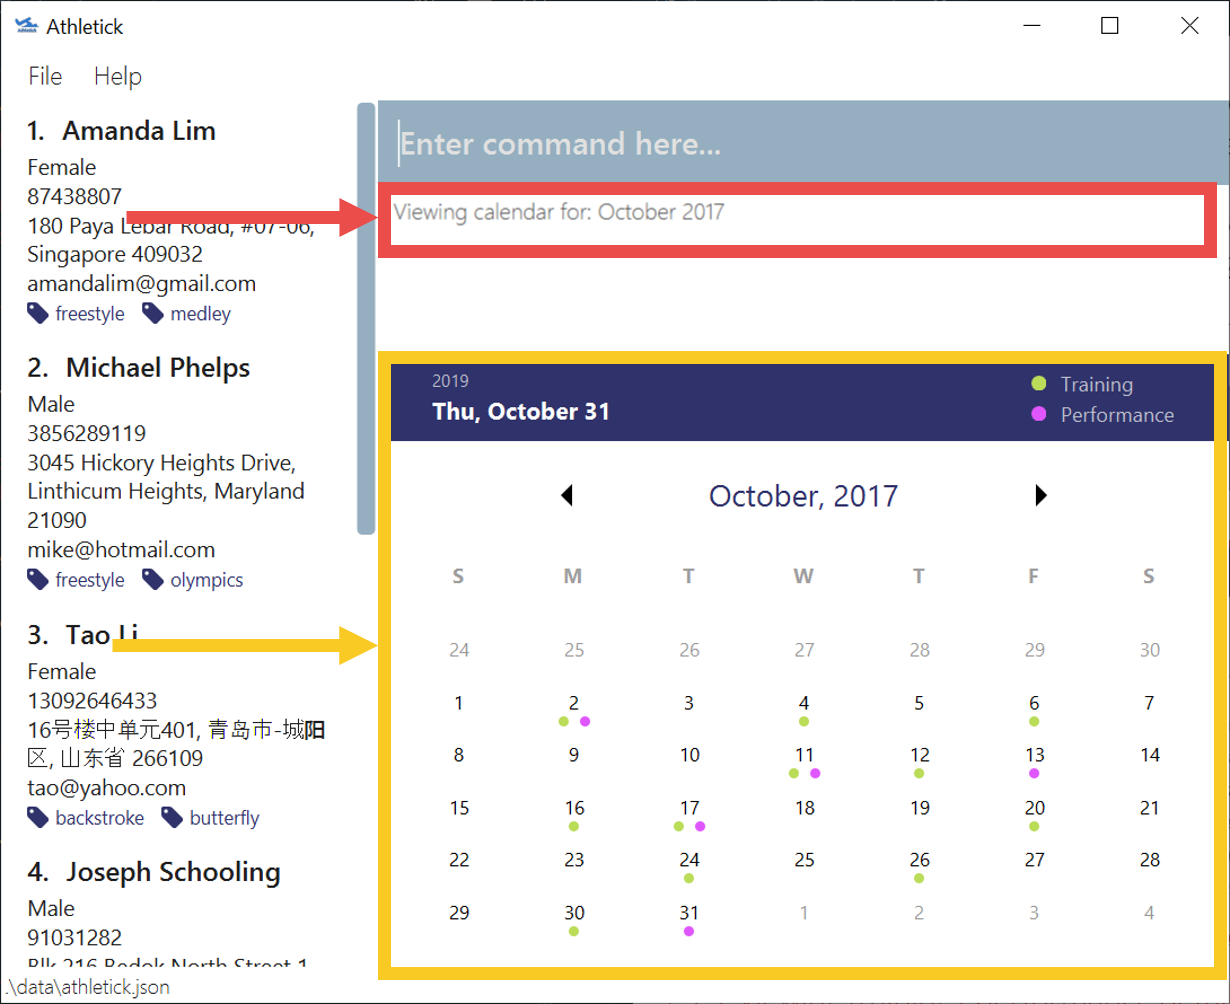 Athletick
File Help
1. Amanda Lim
Female
87438807
180 Paya Lebar Road, #07-06,
Singapore 409032
amandalim@gmail.com
freestyle medley
2. Michael Phelps
Male
3856289119
3045 Hickory Heights Drive,
Linthicum Heights, Maryland
21090
mike@hotmail.com
freestyle olympics
3. Tao Li
Female
13092646433
16号楼中单元401, 青岛市-城阳
区, 山东省 266109
tao@yahoo.com
backstroke butterfly
4. Joseph Schooling
Male
91031282
Blk 216 Bedok North Street 1
.\data\athletick.json
Enter command here...
Viewing calendar for: October 2017
2019
Thu, October 31
Training
Performance
October, 2017
S M T W T F S
24 25 26 27 28 29 30
1 2 3 4 5 6 7
8 9 10 11 12 13 14
15 16 17 18 19 20 21
22 23 24 25 26 27 28
29 30 31 1 2 3 4